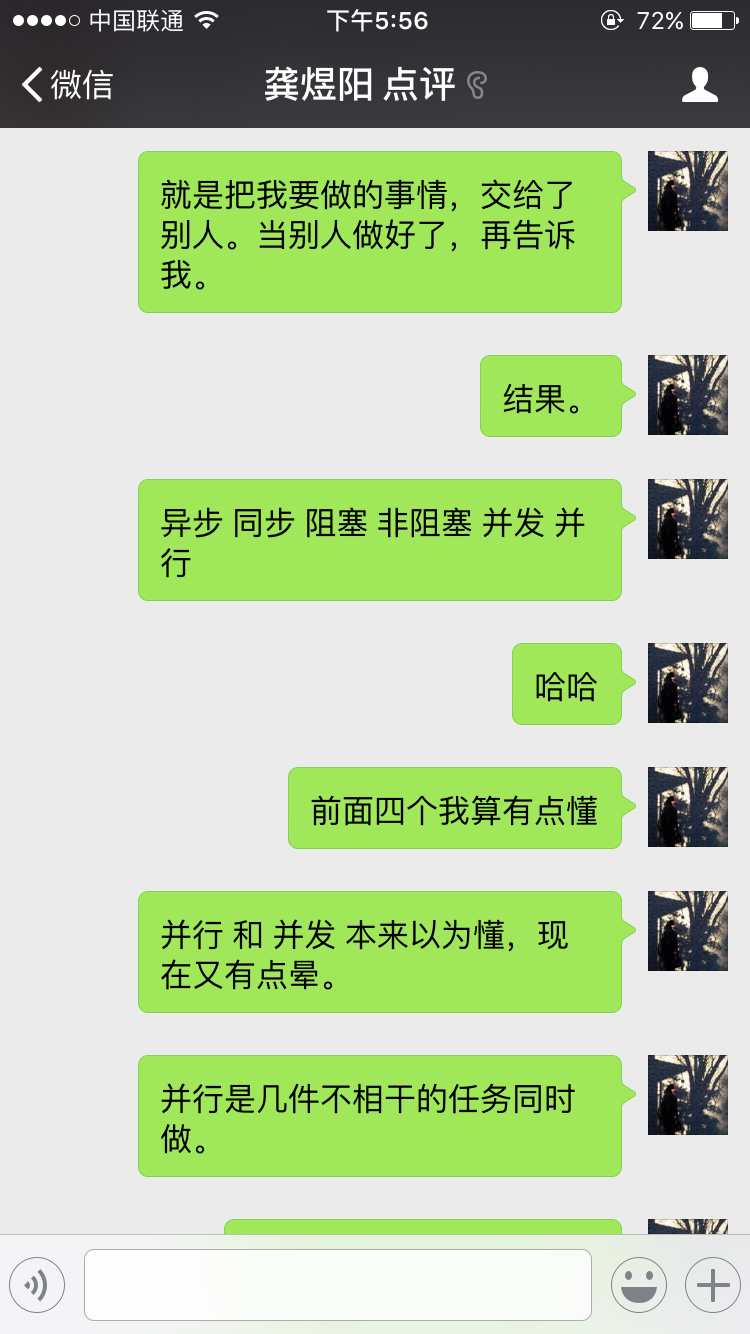 中国联通 下午5:56 72%
微信 龚煜阳 点评
就是把我要做的事情，交给了
别人。当别人做好了，再告诉
我。
结果。
异步 同步 阻塞 非阻塞 并发 并
行
哈哈
前面四个我算有点懂
并行 和 并发 本来以为懂，现
在又有点晕。
并行是几件不相干的任务同时
做。